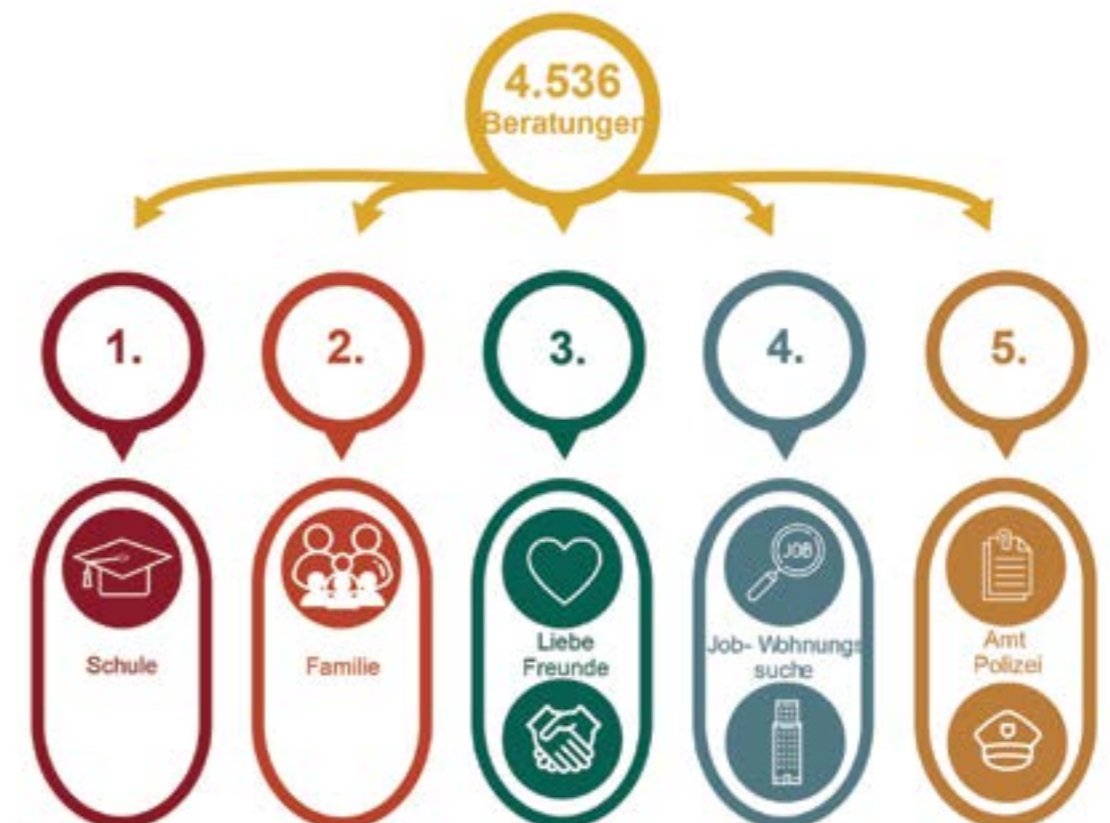 4.536
Beratungen
1.
2.
3.
4.
5.
JOB
Schule
Familie
Liebe
Freunde
Job- Wohnungs
suche
Amt
Polizei